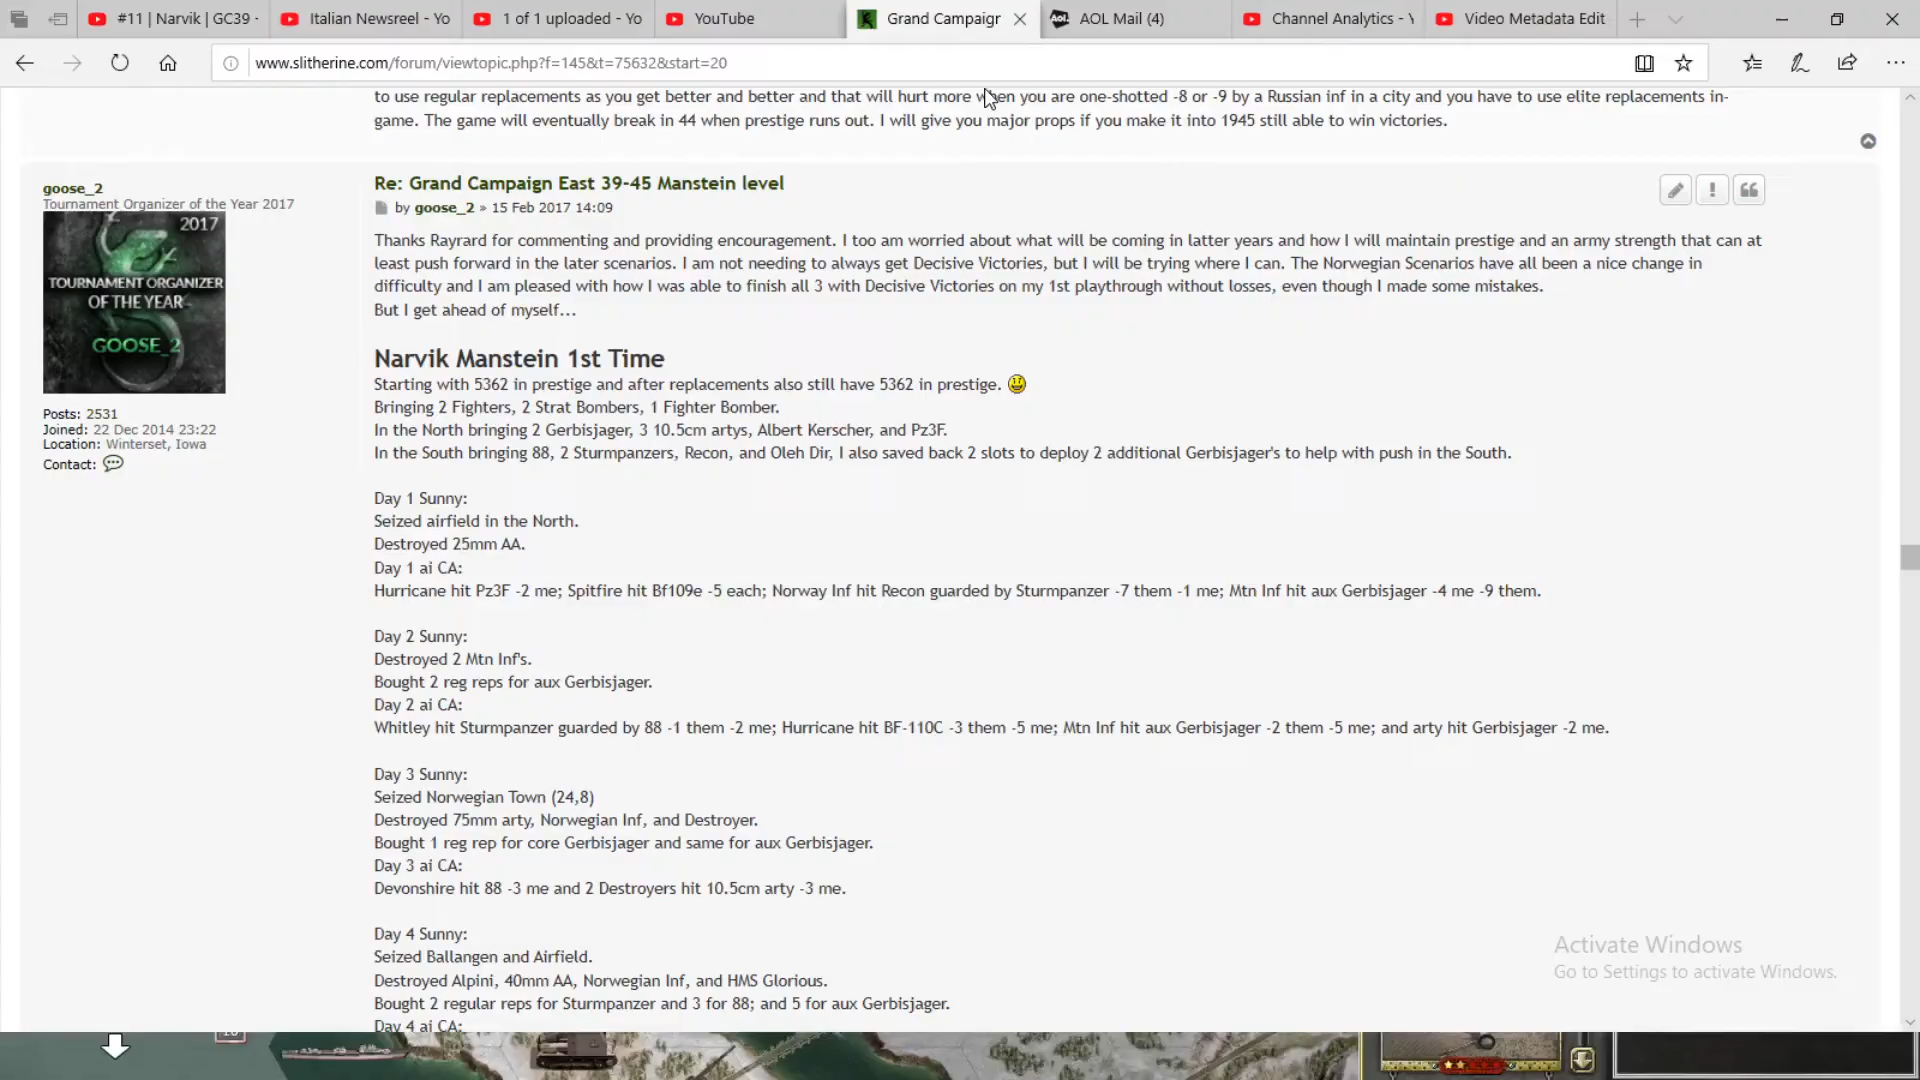 #11 | Narvik | GC39 -
Italian Newsreel - Yo
1 of 1 uploaded - Yo
YouTube
Grand Campaign
AOL Mail (4)
Channel Analytics - Y
Video Metadata Edit
www.slitherine.com/forum/viewtopic.php?f=145&t=75632&start=20
to use regular replacements as you get better and better and that will hurt more when you are one-shotted -8 or -9 by a Russian inf in a city and you have to use elite replacements in-
game. The game will eventually break in 44 when prestige runs out. I will give you major props if you make it into 1945 still able to win victories.
goose_2
Tournament Organizer of the Year 2017
2017
TOURNAMENT ORGANIZER
OF THE YEAR
GOOSE_2
Posts: 2531
Joined: 22 Dec 2014 23:22
Location: Winterset, Iowa
Contact:
Re: Grand Campaign East 39-45 Manstein level
by goose_2 » 15 Feb 2017 14:09
Thanks Rayrard for commenting and providing encouragement. I too am worried about what will be coming in latter years and how I will maintain prestige and an army strength that can at
least push forward in the later scenarios. I am not needing to always get Decisive Victories, but I will be trying where I can. The Norwegian Scenarios have all been a nice change in
difficulty and I am pleased with how I was able to finish all 3 with Decisive Victories on my 1st playthrough without losses, even though I made some mistakes.
But I get ahead of myself...
Narvik Manstein 1st Time
Starting with 5362 in prestige and after replacements also still have 5362 in prestige.
Bringing 2 Fighters, 2 Strat Bombers, 1 Fighter Bomber.
In the North bringing 2 Gerbisjager, 3 10.5cm artys, Albert Kerscher, and Pz3F.
In the South bringing 88, 2 Sturmpanzers, Recon, and Oleh Dir, I also saved back 2 slots to deploy 2 additional Gerbisjager's to help with push in the South.
Day 1 Sunny:
Seized airfield in the North.
Destroyed 25mm AA.
Day 1 ai CA:
Hurricane hit Pz3F -2 me; Spitfire hit Bf109e -5 each; Norway Inf hit Recon guarded by Sturmpanzer -7 them -1 me; Mtn Inf hit aux Gerbisjager -4 me -9 them.
Day 2 Sunny:
Destroyed 2 Mtn Inf's.
Bought 2 reg reps for aux Gerbisjager.
Day 2 ai CA:
Whitley hit Sturmpanzer guarded by 88 -1 them -2 me; Hurricane hit BF-110C -3 them -5 me; Mtn Inf hit aux Gerbisjager -2 them -5 me; and arty hit Gerbisjager -2 me.
Day 3 Sunny:
Seized Norwegian Town (24,8)
Destroyed 75mm arty, Norwegian Inf, and Destroyer.
Bought 1 reg rep for core Gerbisjager and same for aux Gerbisjager.
Day 3 ai CA:
Devonshire hit 88 -3 me and 2 Destroyers hit 10.5cm arty -3 me.
Day 4 Sunny:
Seized Ballangen and Airfield.
Destroyed Alpini, 40mm AA, Norwegian Inf, and HMS Glorious.
Bought 2 regular reps for Sturmpanzer and 3 for 88; and 5 for aux Gerbisjager.
Day 4 ai CA:
Activate Windows
Go to Settings to activate Windows.